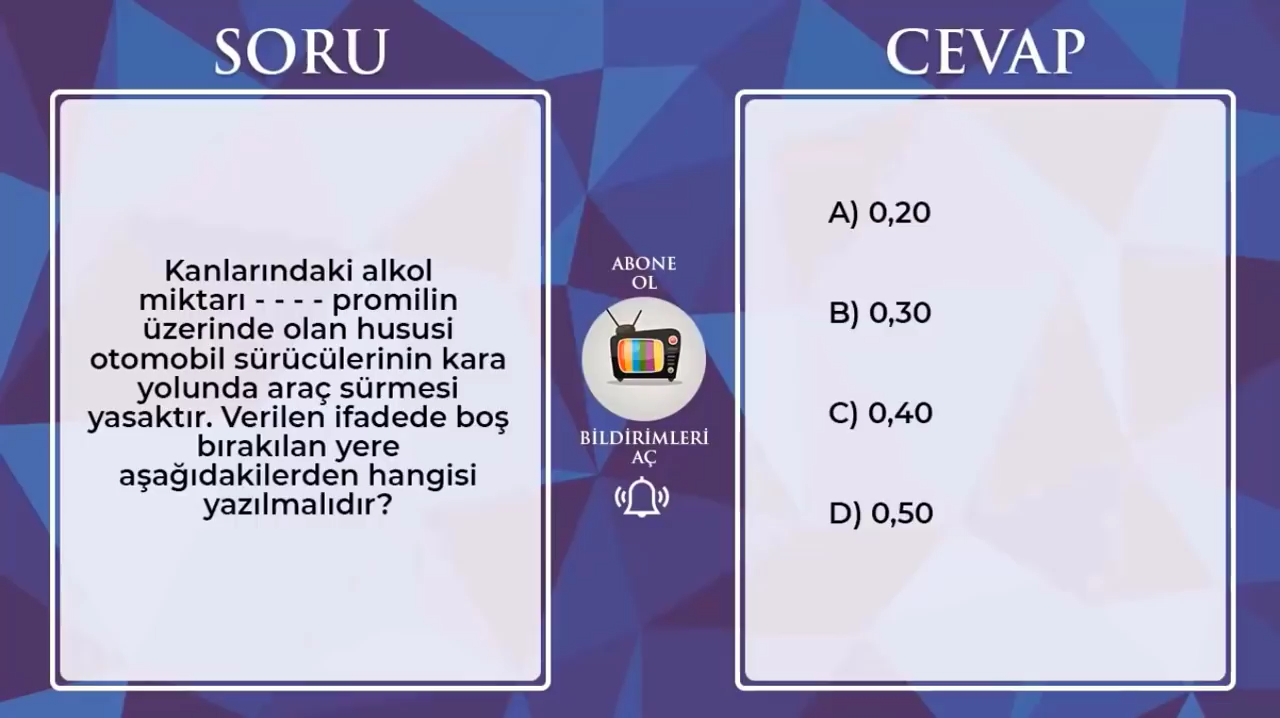 SORU
Kanlarındaki alkol
miktarı - - - - promilin
üzerinde olan hususi
otomobil sürücülerinin kara
yolunda araç sürmesi
yasaktır. Verilen ifadede boş
bırakılan yere
aşağıdakilerden hangisi
yazılmalıdır?
ABONE
OL
BİLDİRİMLERİ
AÇ
CEVAP
A) 0,20
B) 0,30
C) 0,40
D) 0,50